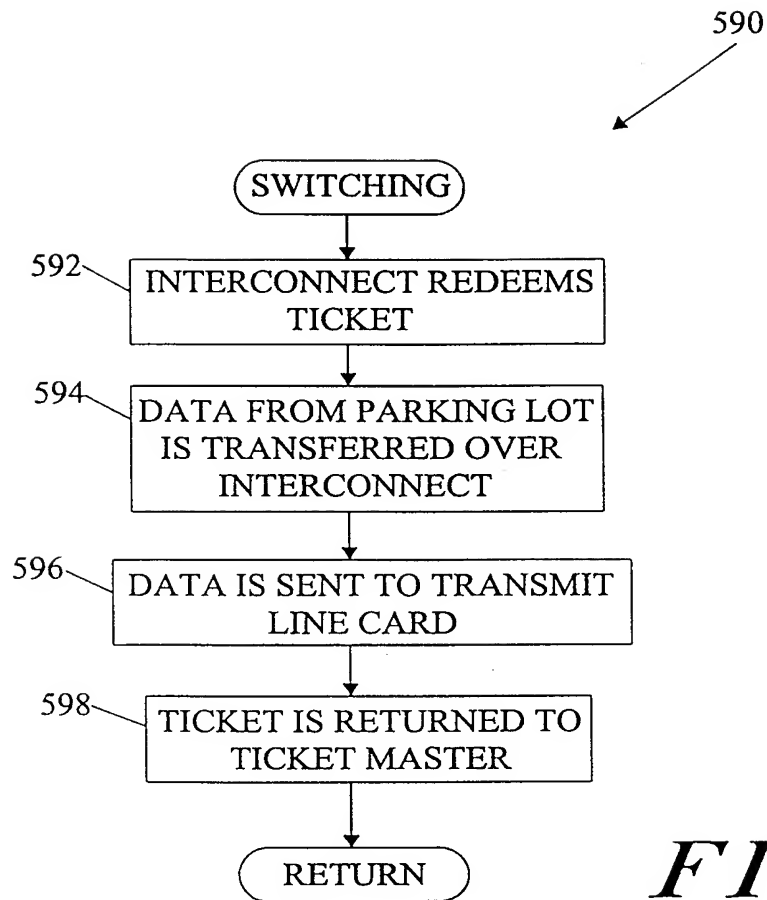 590
SWITCHING
592
INTERCONNECT REDEEMS
TICKET
594
DATA FROM PARKING LOT
IS TRANSFERRED OVER
INTERCONNECT
596
DATA IS SENT TO TRANSMIT
LINE CARD
598
TICKET IS RETURNED TO
TICKET MASTER
RETURN
FI